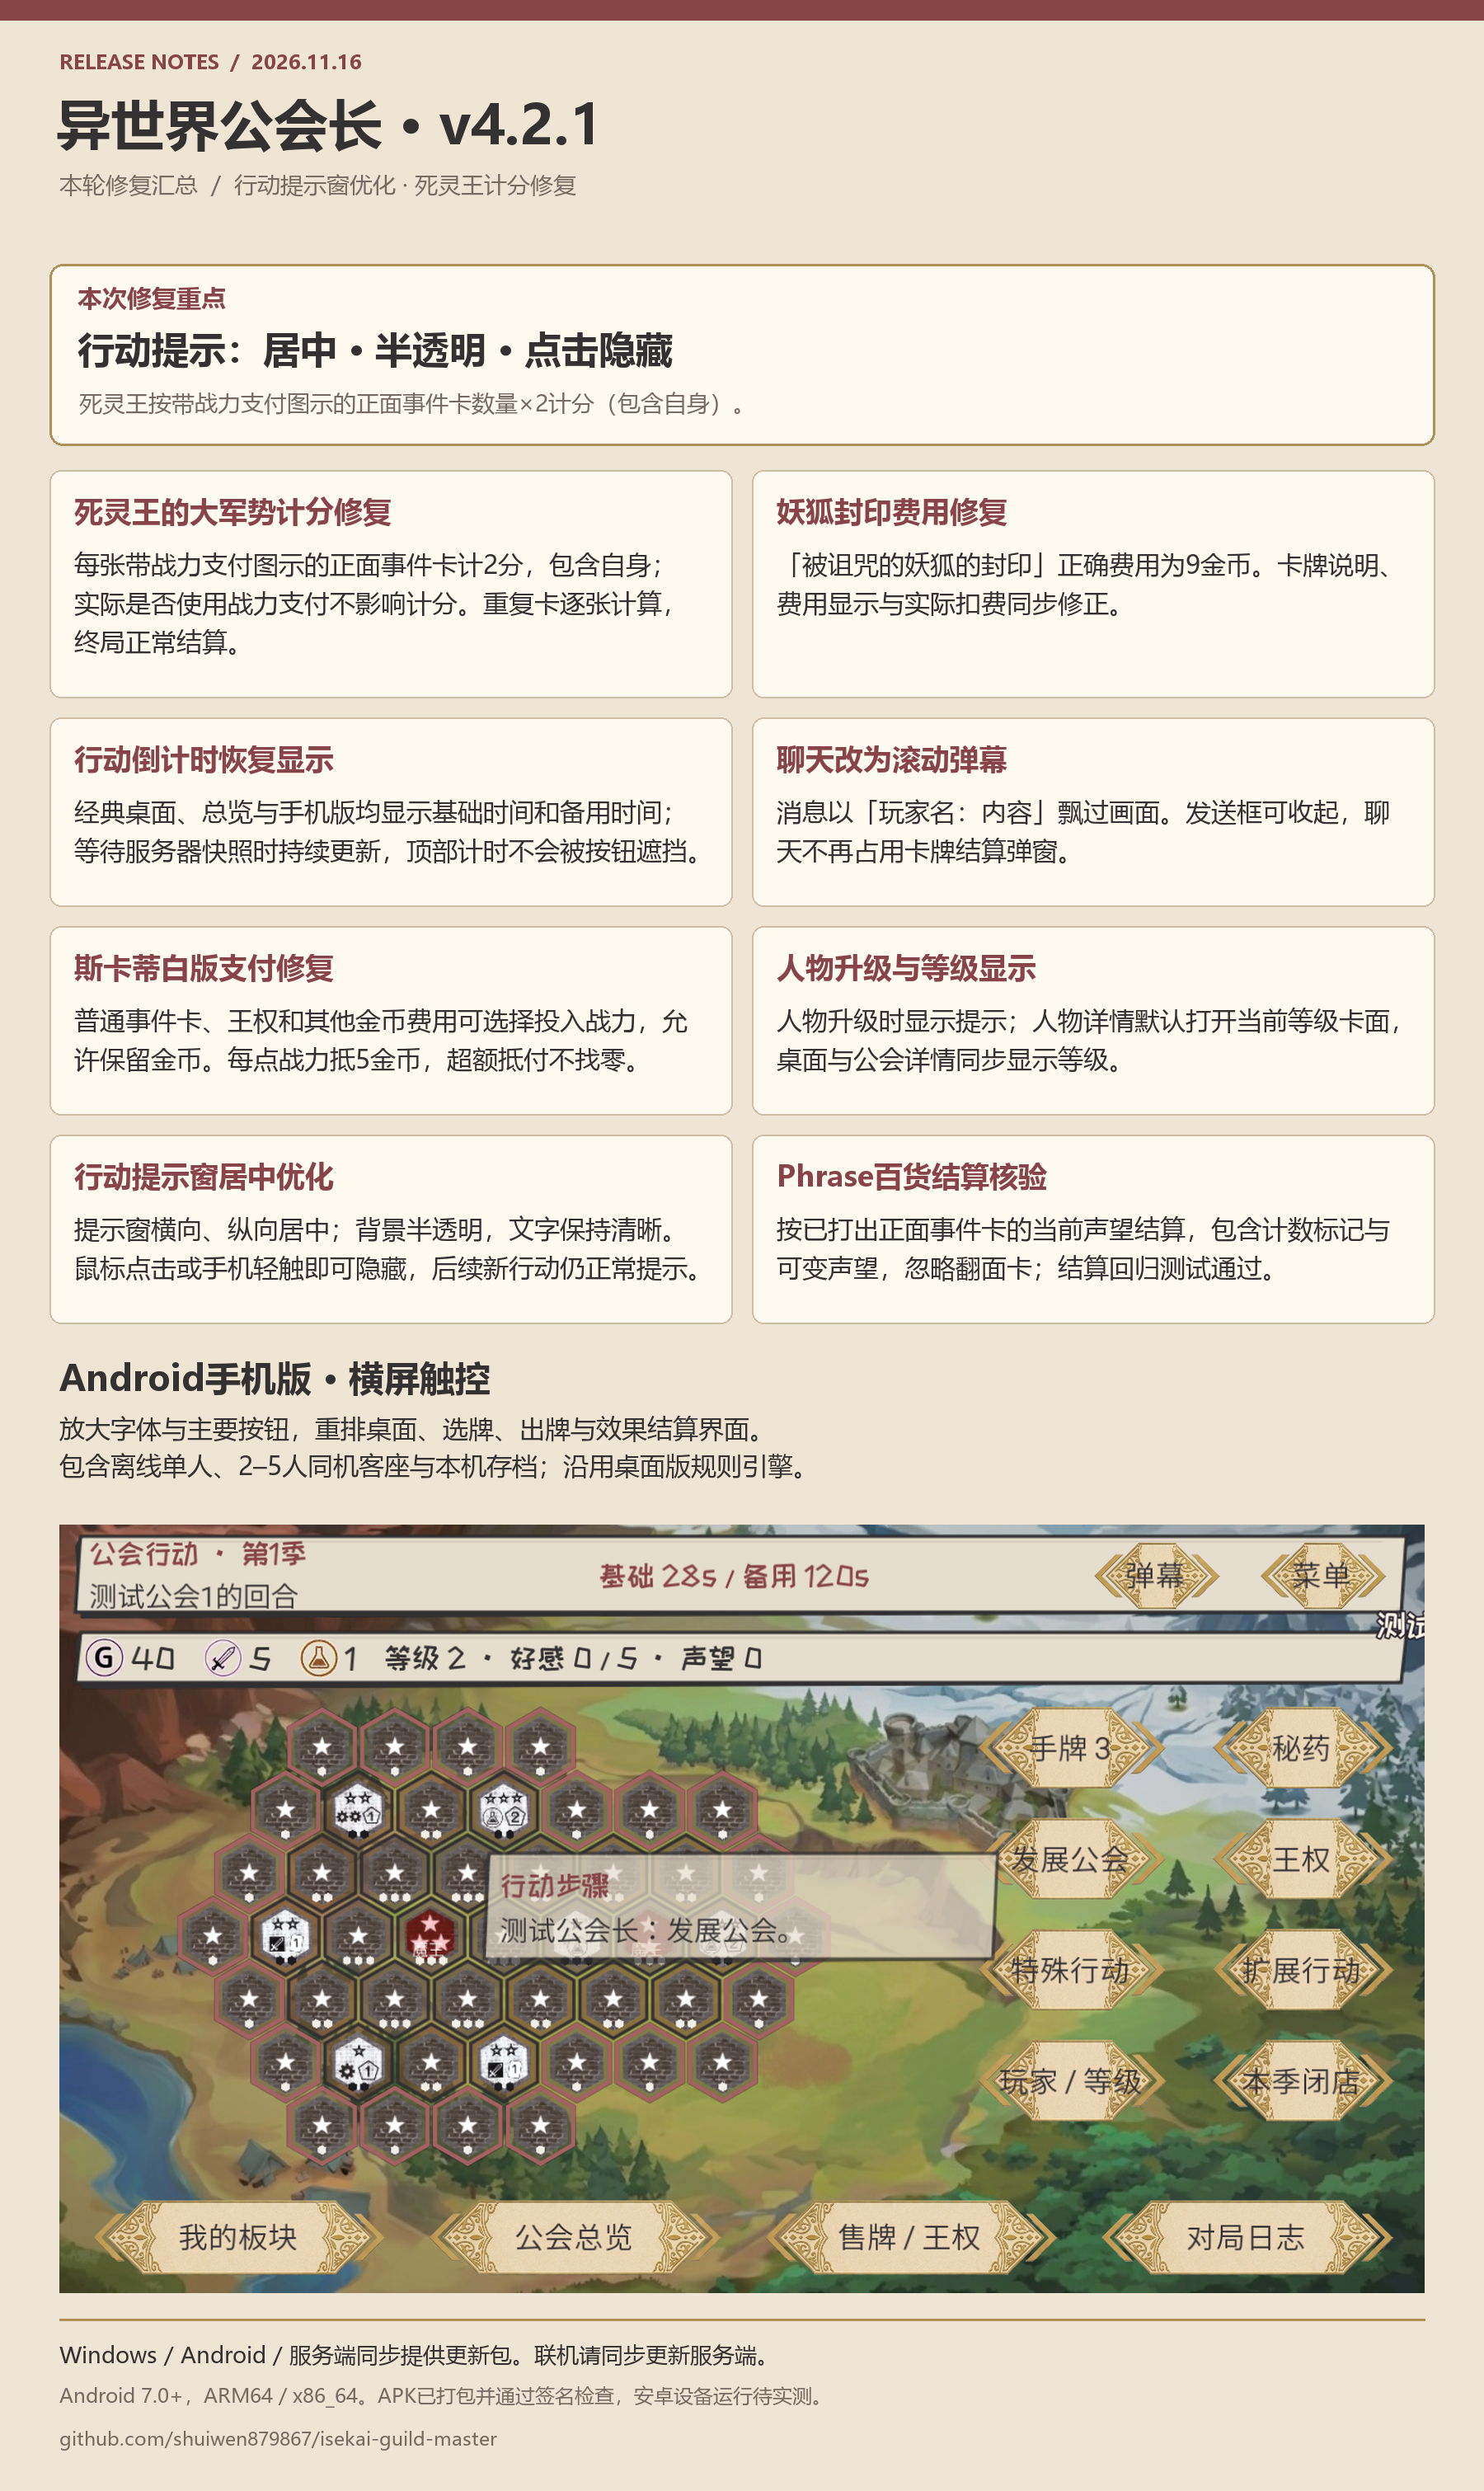 RELEASE NOTES / 2026.11.16
异世界公会长 • v4.2.1
本轮修复汇总 / 行动提示窗优化 · 死灵王计分修复
本次修复重点
行动提示：居中 • 半透明 • 点击隐藏
死灵王按带战力支付图示的正面事件卡数量×2计分（包含自身）。
死灵王的大军势计分修复
每张带战力支付图示的正面事件卡计2分，包含自身；
实际是否使用战力支付不影响计分。重复卡逐张计算，
终局正常结算。
妖狐封印费用修复
「被诅咒的妖狐的封印」正确费用为9金币。卡牌说明、
费用显示与实际扣费同步修正。
行动倒计时恢复显示
经典桌面、总览与手机版均显示基础时间和备用时间；
等待服务器快照时持续更新，顶部计时不会被按钮遮挡。
聊天改为滚动弹幕
消息以「玩家名：内容」飘过画面。发送框可收起，聊
天不再占用卡牌结算弹窗。
斯卡蒂白版支付修复
普通事件卡、王权和其他金币费用可选择投入战力，允
许保留金币。每点战力抵5金币，超额抵付不找零。
人物升级与等级显示
人物升级时显示提示；人物详情默认打开当前等级卡面，
桌面与公会详情同步显示等级。
行动提示窗居中优化
提示窗横向、纵向居中；背景半透明，文字保持清晰。
鼠标点击或手机轻触即可隐藏，后续新行动仍正常提示。
Phrase百货结算核验
按已打出正面事件卡的当前声望结算，包含计数标记与
可变声望，忽略翻面卡；结算回归测试通过。
Android手机版 • 横屏触控
放大字体与主要按钮，重排桌面、选牌、出牌与效果结算界面。
包含离线单人、2–5人同机客座与本机存档；沿用桌面版规则引擎。
公会行动 · 第1季
测试公会1的回合
基础 28s / 备用 120s
弹幕
菜单
测试
G 40 5 1 等级 2 · 好感 0 / 5 · 声望 0
手牌 3
秘药
发展公会
王权
行动步骤
测试公会长：发展公会。
特殊行动
扩展行动
玩家 / 等级
本季闭店
我的板块
公会总览
售牌 / 王权
对局日志
Windows / Android / 服务端同步提供更新包。联机请同步更新服务端。
Android 7.0+，ARM64 / x86_64。APK已打包并通过签名检查，安卓设备运行待实测。
github.com/shuiwen879867/isekai-guild-master